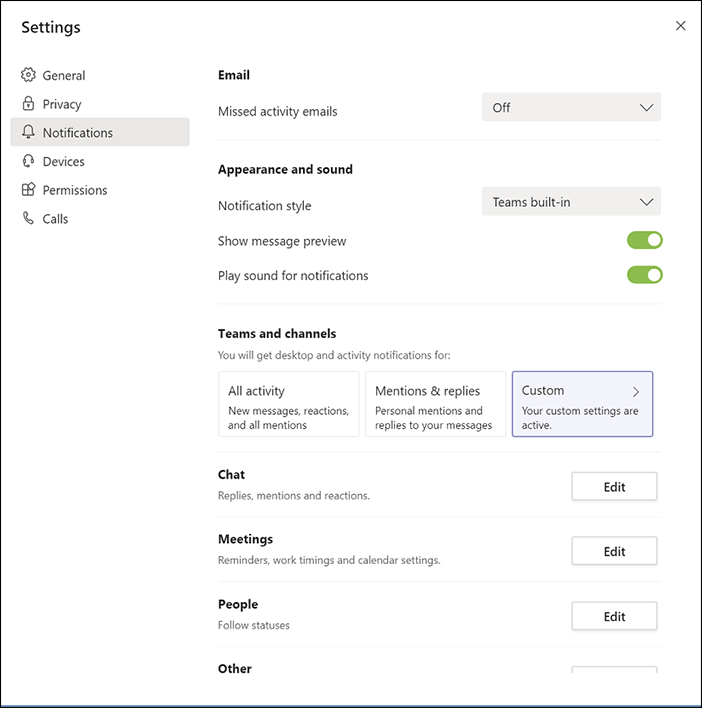 Settings
General
Privacy
Notifications
Devices
Permissions
Calls
Email
Missed activity emails
Off
Appearance and sound
Notification style
Teams built-in
Show message preview
Play sound for notifications
Teams and channels
You will get desktop and activity notifications for:
All activity
New messages, reactions,
and all mentions
Mentions & replies
Personal mentions and
replies to your messages
Custom
Your custom settings are
active.
Chat
Replies, mentions and reactions.
Edit
Meetings
Reminders, work timings and calendar settings.
Edit
People
Follow statuses
Edit
Other